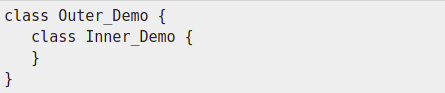 class Outer_Demo {
   class Inner_Demo {
   }
}